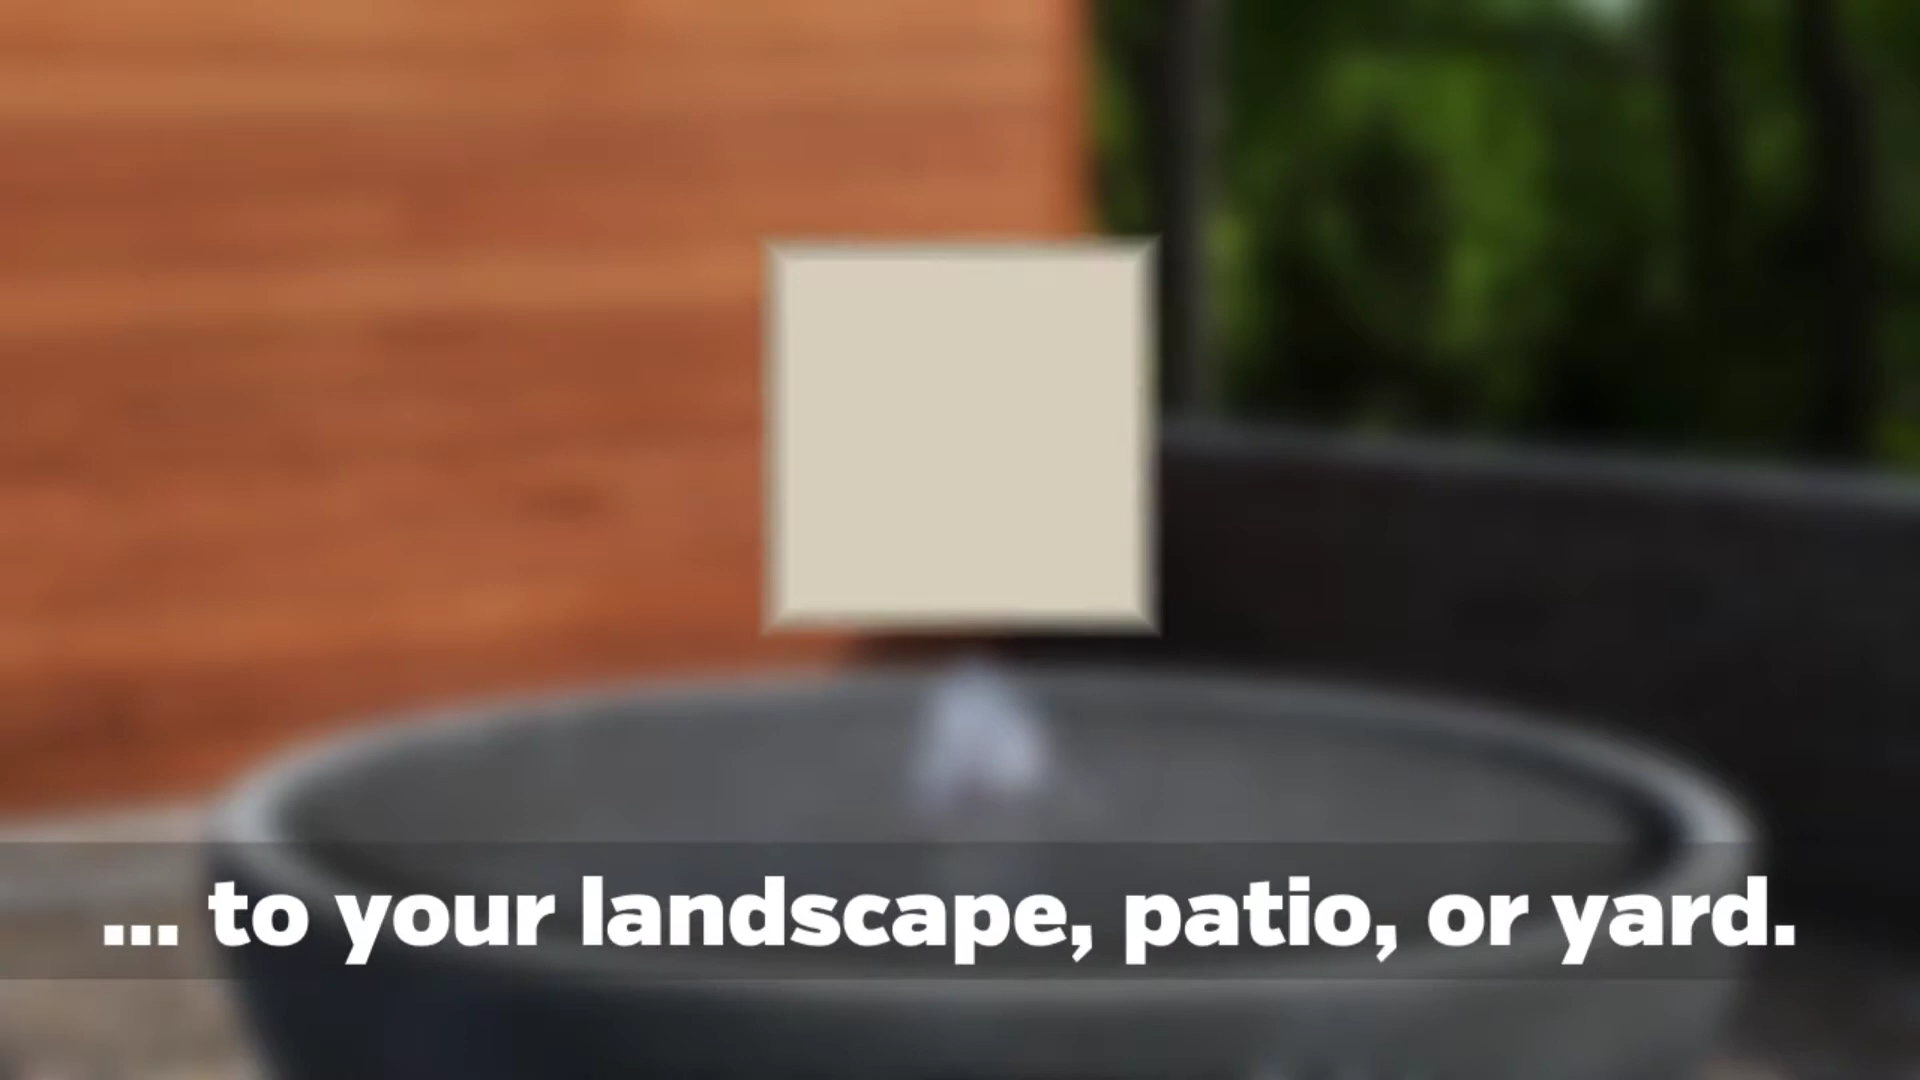 ... to your landscape, patio, or yard.